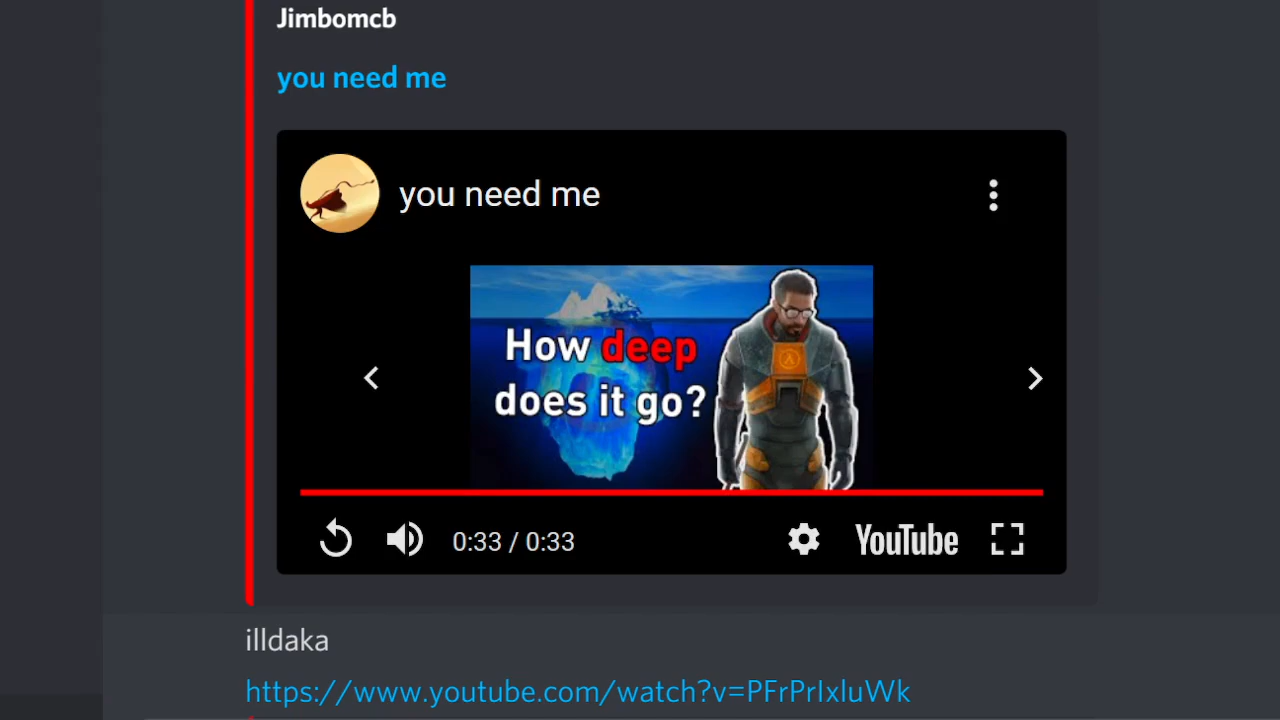 Jimbomcb
you need me
you need me
How deep
does it go?
0:33 / 0:33
YouTube
illdaka
https://www.youtube.com/watch?v=PFrPrIxluWk